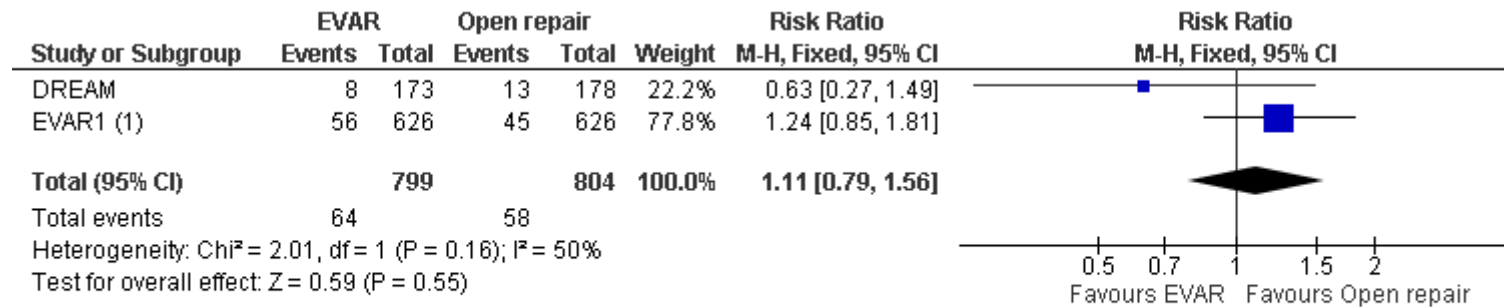 EVAR Open repair Risk Ratio Risk Ratio
Study or Subgroup Events Total Events Total Weight M-H, Fixed, 95% CI M-H, Fixed, 95% CI
DREAM 8 173 13 178 22.2% 0.63 [0.27, 1.49]
EVAR1 (1) 56 626 45 626 77.8% 1.24 [0.85, 1.81]
Total (95% CI) 799 804 100.0% 1.11 [0.79, 1.56]
Total events 64 58
Heterogeneity: Chi² = 2.01, df = 1 (P = 0.16); I² = 50%
Test for overall effect: Z = 0.59 (P = 0.55)
0.5 0.7 1 1.5 2
Favours EVAR Favours Open repair